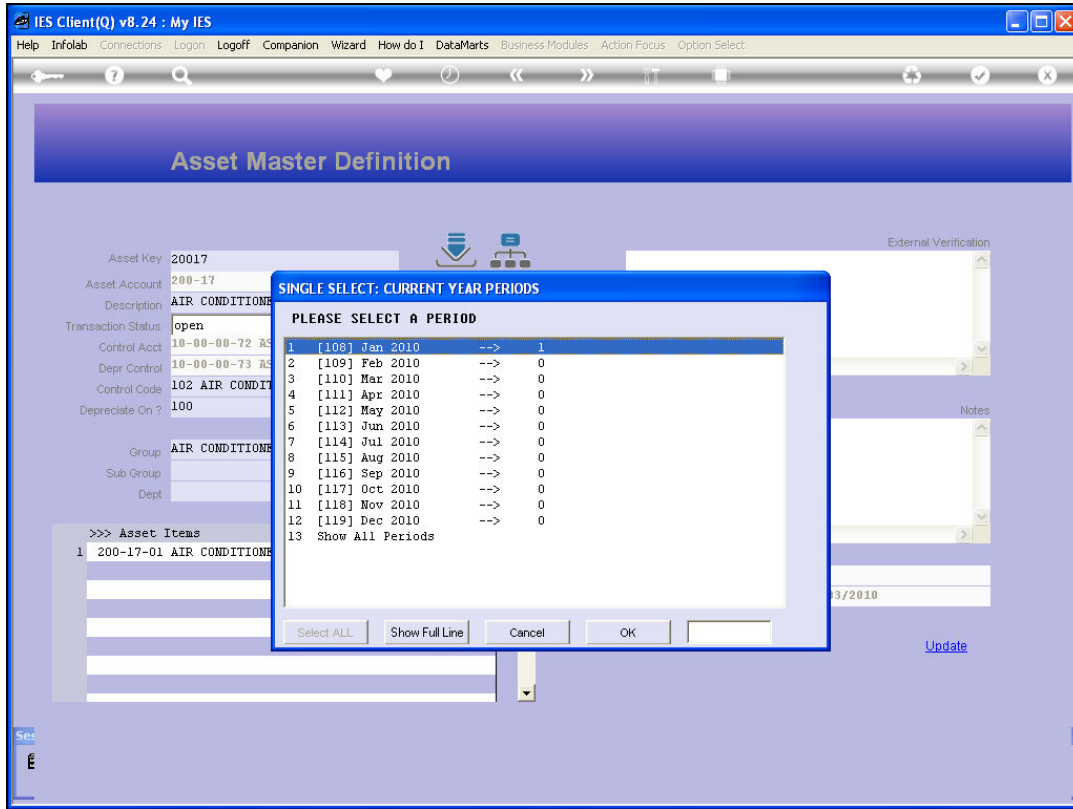 IES Client(Q) v8.24 : My IES
Help Infolab Connections Logon Logoff Companion Wizard How do I DataMarts Business Modules Action Focus Option Select
Asset Master Definition
External Verification
Asset Key 20017
Asset Account 200-17
Description AIR CONDITIONE
Transaction Status open
Control Acct 10-00-00-72 AS
Depr Control 10-00-00-73 AS
Control Code 102 AIR CONDIT
Depreciate On ? 100
Notes
Group AIR CONDITIONE
Sub Group
Dept
>>> Asset Items
1 200-17-01 AIR CONDITIONE
SINGLE SELECT: CURRENT YEAR PERIODS
PLEASE SELECT A PERIOD
1 [108] Jan 2010 --> 1
2 [109] Feb 2010 --> 0
3 [110] Mar 2010 --> 0
4 [111] Apr 2010 --> 0
5 [112] May 2010 --> 0
6 [113] Jun 2010 --> 0
7 [114] Jul 2010 --> 0
8 [115] Aug 2010 --> 0
9 [116] Sep 2010 --> 0
10 [117] Oct 2010 --> 0
11 [118] Nov 2010 --> 0
12 [119] Dec 2010 --> 0
13 Show All Periods
Select ALL Show Full Line Cancel OK
3/2010
Update
Ses